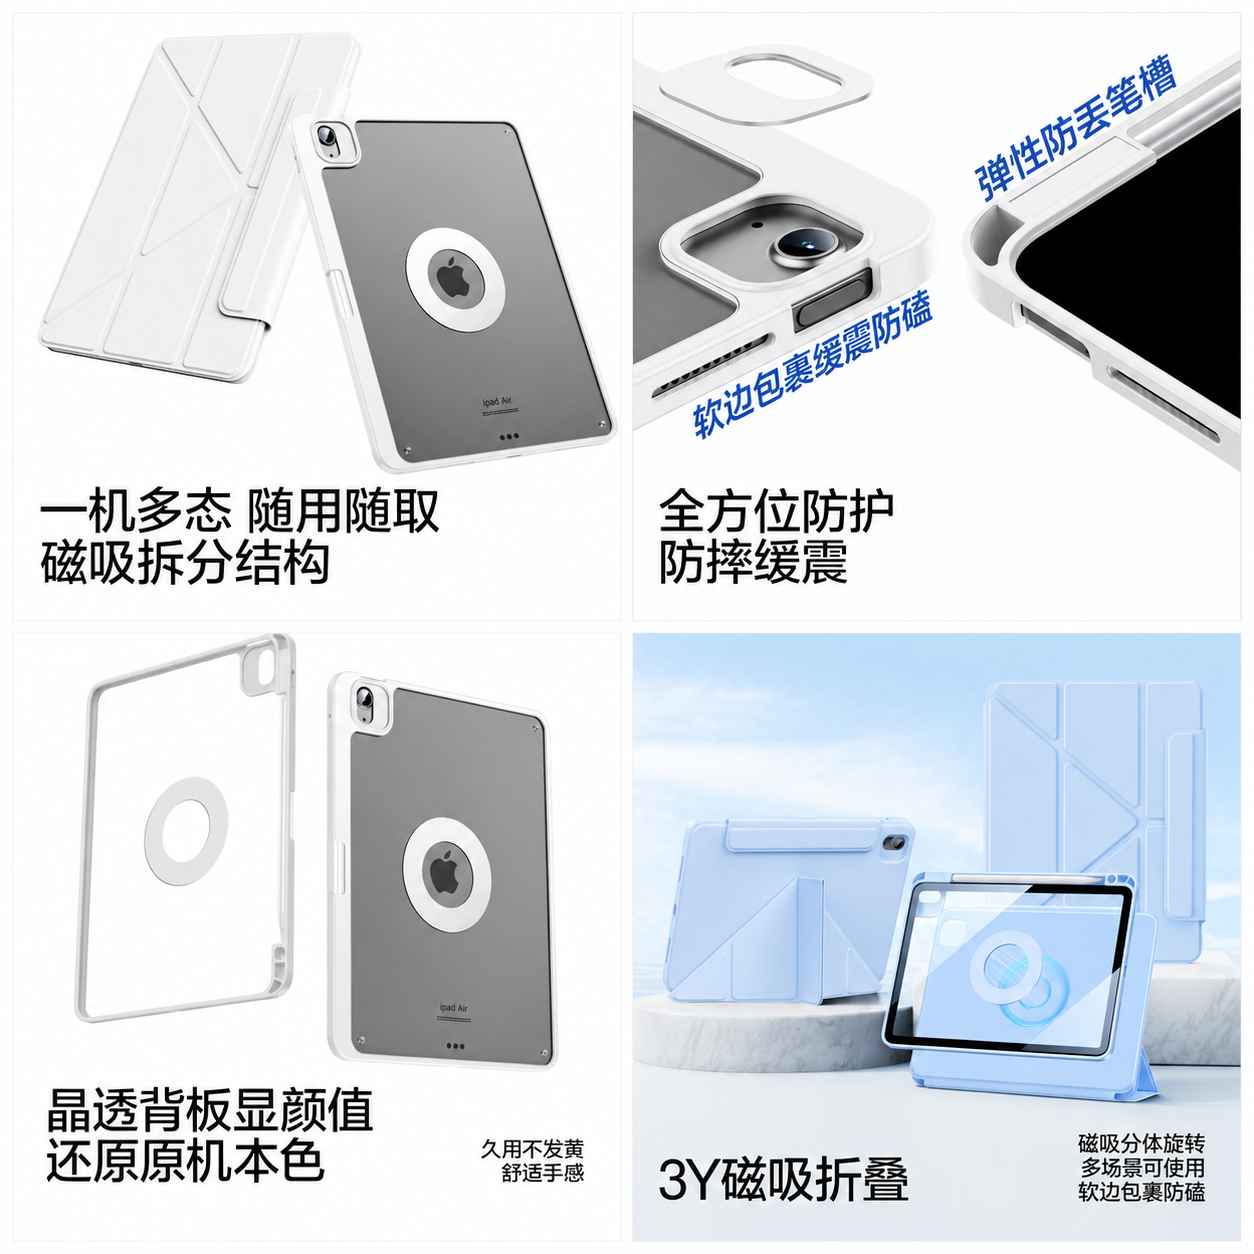 一机多态 随用随取
磁吸拆分结构
ipad Air
弹性防丢笔槽
软边包裹缓震防磕
全方位防护
防摔缓震
ipad Air
晶透背板显颜值
还原原机本色
久用不发黄
舒适手感
3Y磁吸折叠
磁吸分体旋转
多场景可使用
软边包裹防磕